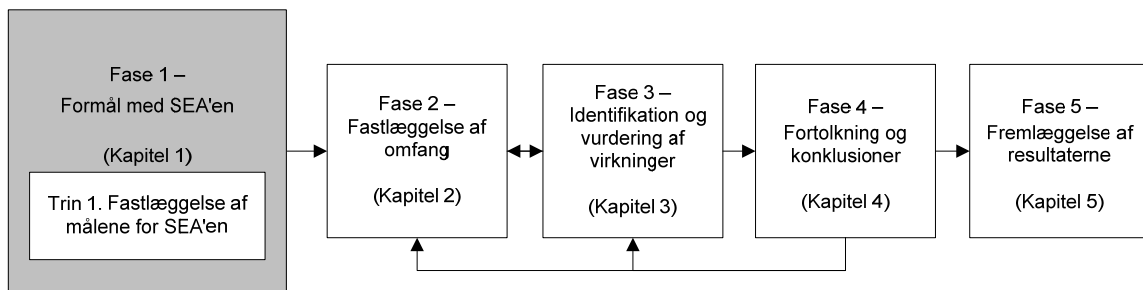 Fase 1 –
Formål med SEA'en
(Kapitel 1)
Trin 1. Fastlæggelse af
målene for SEA'en
Fase 2 –
Fastlæggelse af
omfang
(Kapitel 2)
Fase 3 –
Identifikation og
vurdering af
virkninger
(Kapitel 3)
Fase 4 –
Fortolkning og
konklusioner
(Kapitel 4)
Fase 5 –
Fremlæggelse af
resultaterne
(Kapitel 5)